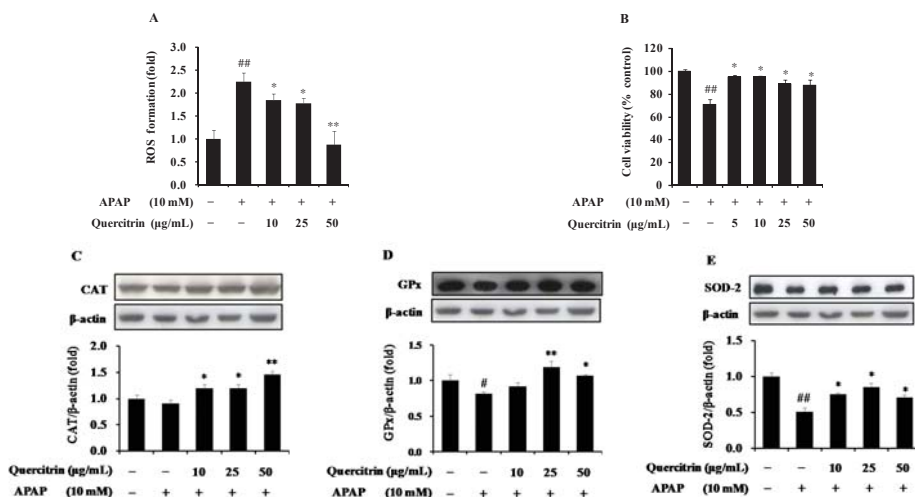 A
ROS formation (fold)
3.0
2.5
2.0
1.5
1.0
0.5
0.0
##
*
*
**
APAP (10 mM) – + + + +
Quercitrin (µg/mL) – – 10 25 50
B
Cell viability (% control)
120
100
80
60
40
20
0
##
*
*
*
*
APAP (10 mM) – + + + + +
Quercitrin (µg/mL) – – 5 10 25 50
C
CAT
β-actin
CAT/β-actin (fold)
2.0
1.5
1.0
0.5
0.0
*
*
**
Quercitrin (µg/mL) – – 10 25 50
APAP (10 mM) – + + + +
D
GPx
β-actin
GPx/β-actin (fold)
1.5
1.0
0.5
0.0
#
**
*
Quercitrin (µg/mL) – – 10 25 50
APAP (10 mM) – + + + +
E
SOD-2
β-actin
SOD-2/β-actin (fold)
1.5
1.0
0.5
0.0
##
*
*
*
Quercitrin (µg/mL) – – 10 25 50
APAP (10 mM) – + + + +